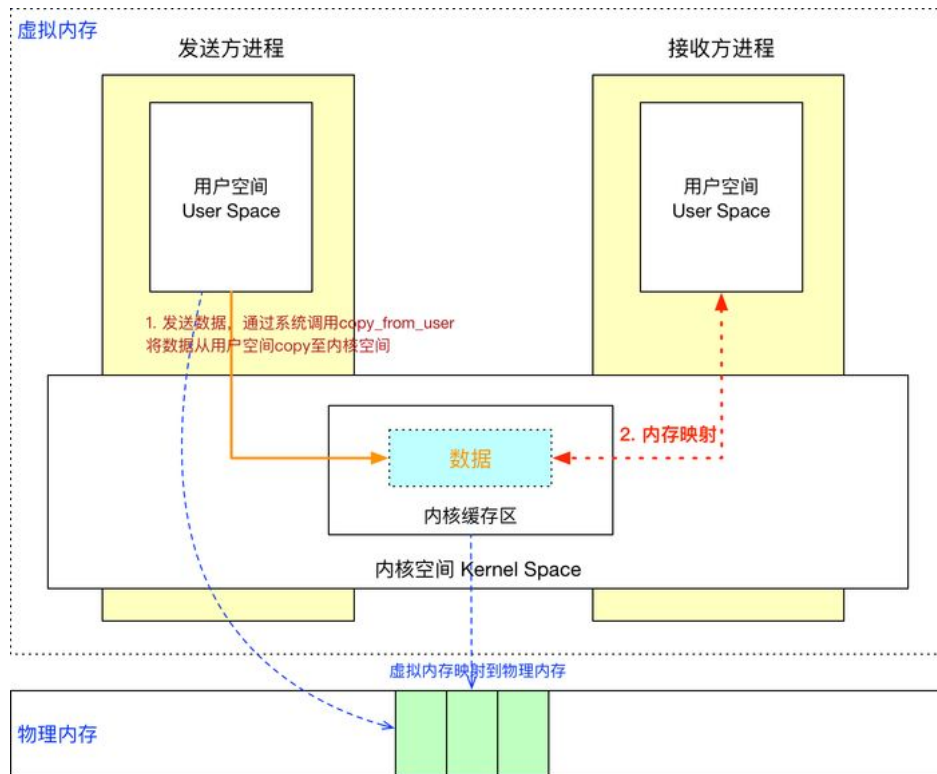 虚拟内存
发送方进程
接收方进程
用户空间
User Space
用户空间
User Space
1. 发送数据，通过系统调用copy_from_user
将数据从用户空间copy至内核空间
2. 内存映射
数据
内核缓存区
内核空间 Kernel Space
虚拟内存映射到物理内存
物理内存